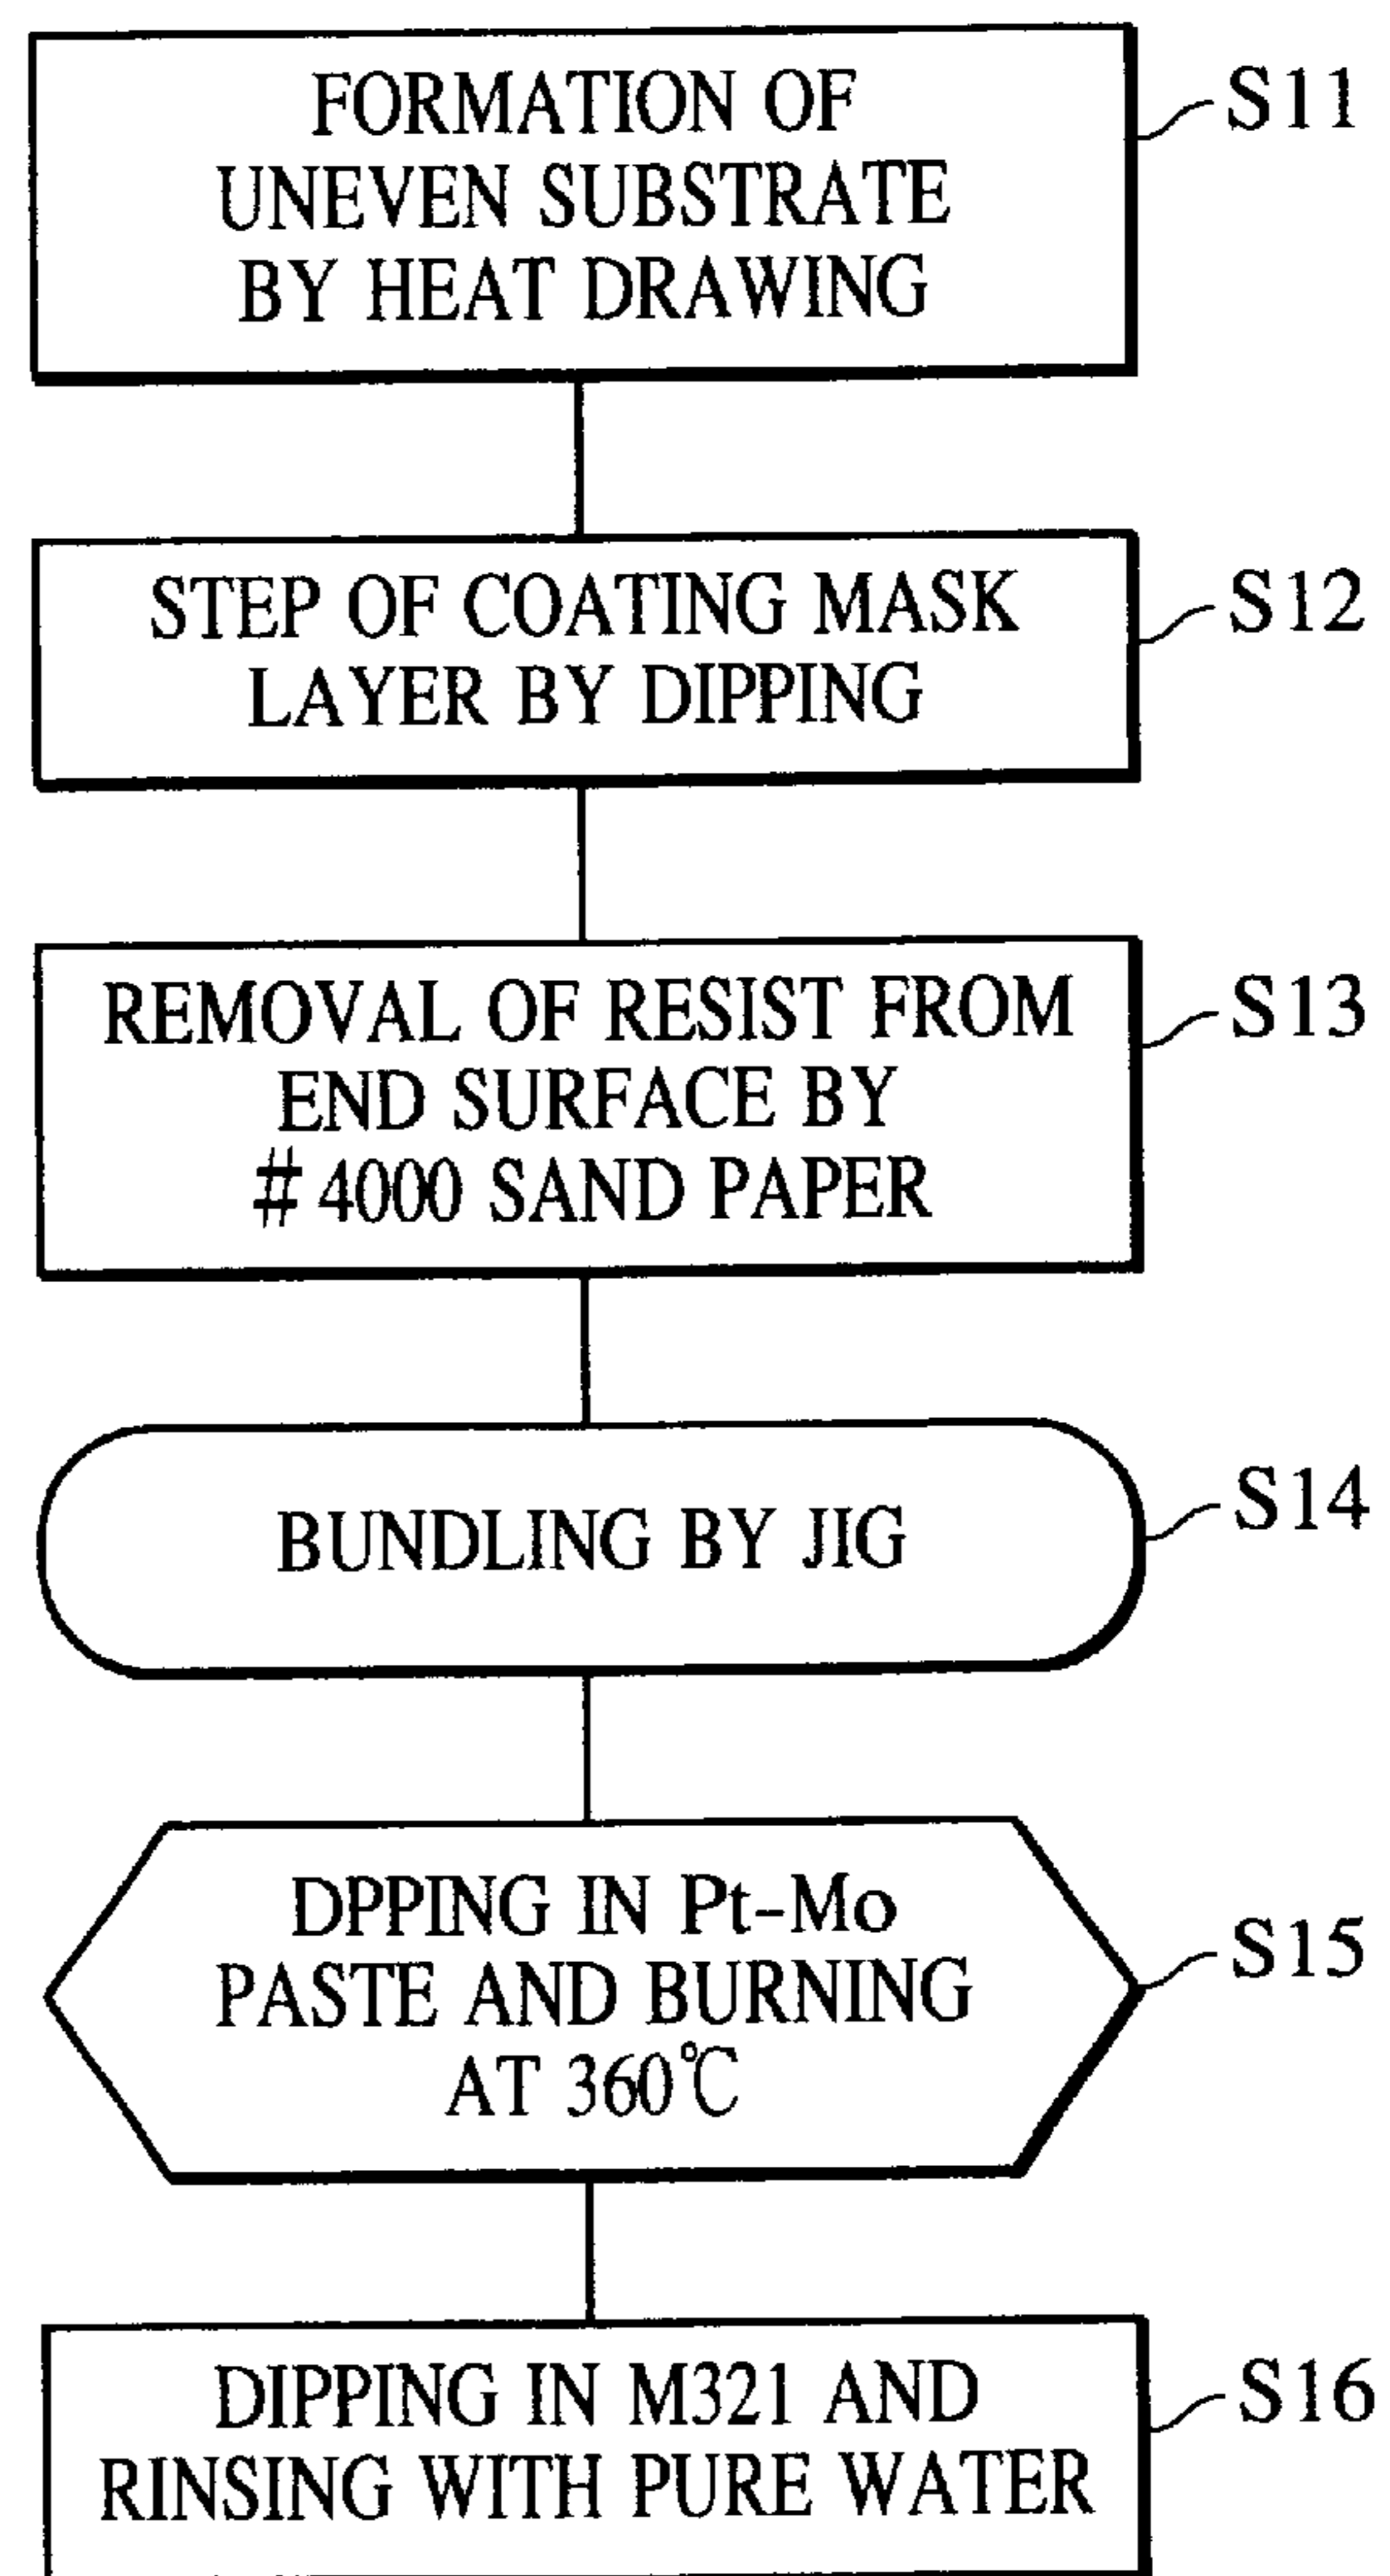 FORMATION OF
UNEVEN SUBSTRATE
BY HEAT DRAWING
S11
STEP OF COATING MASK
LAYER BY DIPPING
S12
REMOVAL OF RESIST FROM
END SURFACE BY
#4000 SAND PAPER
S13
BUNDLING BY JIG
S14
DPPING IN Pt-Mo
PASTE AND BURNING
AT 360℃
S15
DIPPING IN M321 AND
RINSING WITH PURE WATER
S16